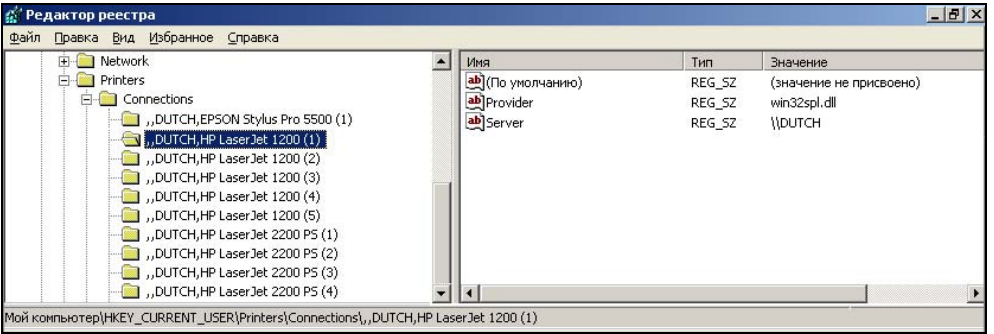 Редактор реестра
Файл Правка Вид Избранное Справка
Network
Printers
Connections
,,DUTCH,EPSON Stylus Pro 5500 (1)
,,DUTCH,HP LaserJet 1200 (1)
,,DUTCH,HP LaserJet 1200 (2)
,,DUTCH,HP LaserJet 1200 (3)
,,DUTCH,HP LaserJet 1200 (4)
,,DUTCH,HP LaserJet 1200 (5)
,,DUTCH,HP LaserJet 2200 PS (1)
,,DUTCH,HP LaserJet 2200 PS (2)
,,DUTCH,HP LaserJet 2200 PS (3)
,,DUTCH,HP LaserJet 2200 PS (4)
Имя Тип Значение
ab (По умолчанию) REG_SZ (значение не присвоено)
ab Provider REG_SZ win32spl.dll
ab Server REG_SZ \\DUTCH
Мой компьютер\HKEY_CURRENT_USER\Printers\Connections\,,DUTCH,HP LaserJet 1200 (1)